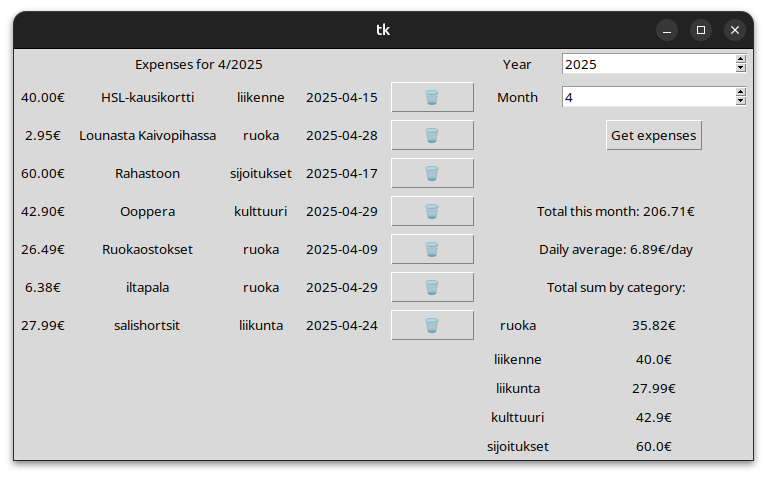 tk
Expenses for 4/2025 Year 2025
40.00€ HSL-kausikortti liikenne 2025-04-15 Month 4
2.95€ Lounasta Kaivopihassa ruoka 2025-04-28 Get expenses
60.00€ Rahastoon sijoitukset 2025-04-17
42.90€ Ooppera kulttuuri 2025-04-29 Total this month: 206.71€
26.49€ Ruokaostokset ruoka 2025-04-09 Daily average: 6.89€/day
6.38€ iltapala ruoka 2025-04-29 Total sum by category:
27.99€ salishortsit liikunta 2025-04-24 ruoka 35.82€
liikenne 40.0€
liikunta 27.99€
kulttuuri 42.9€
sijoitukset 60.0€